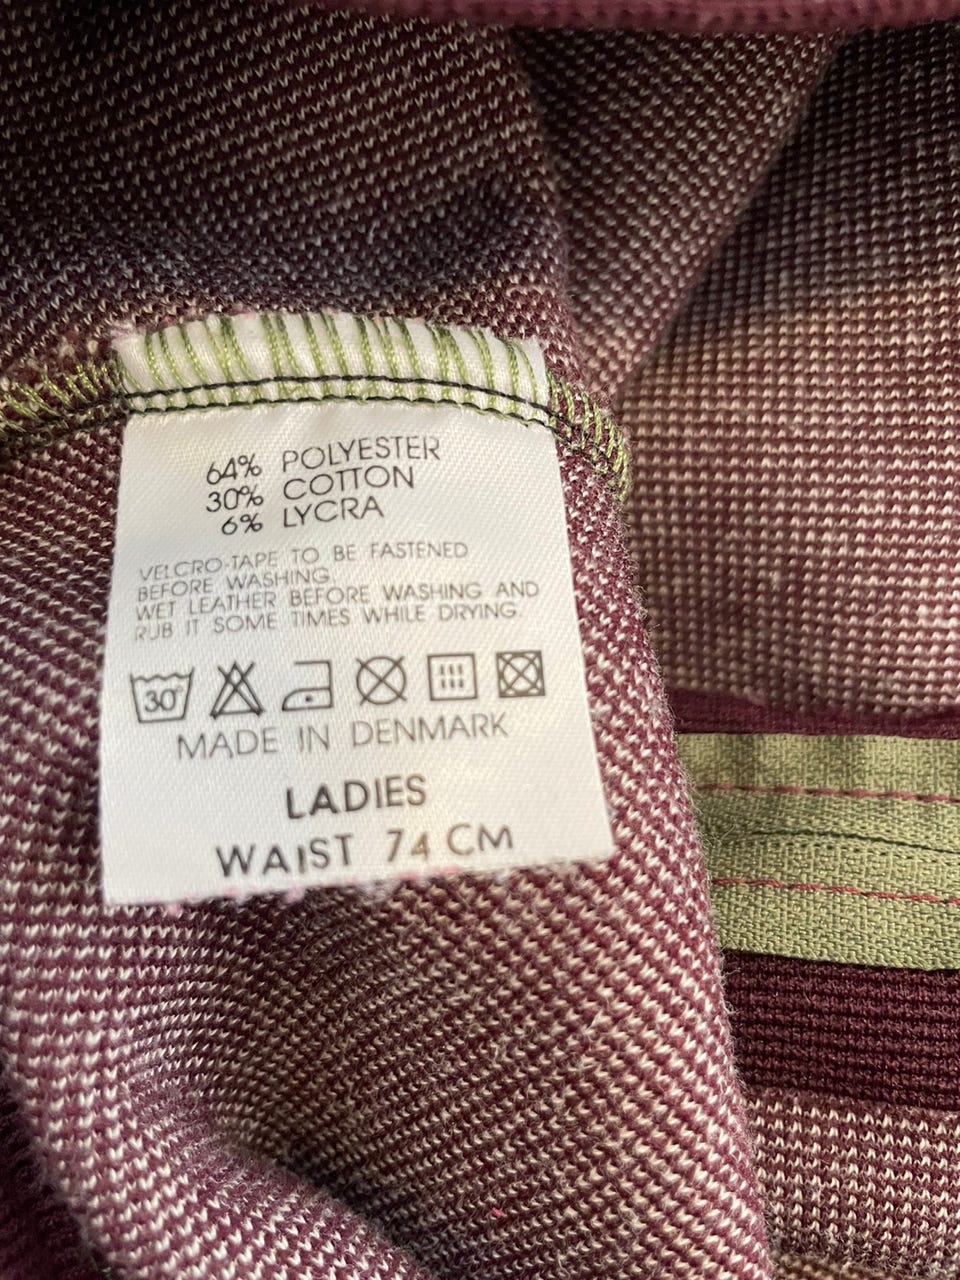 64% POLYESTER
30% COTTON
6% LYCRA
VELCRO-TAPE TO BE FASTENED
BEFORE WASHING.
WET LEATHER BEFORE WASHING AND
RUB IT SOME TIMES WHILE DRYING.
30°
MADE IN DENMARK
LADIES
WAIST 74 CM